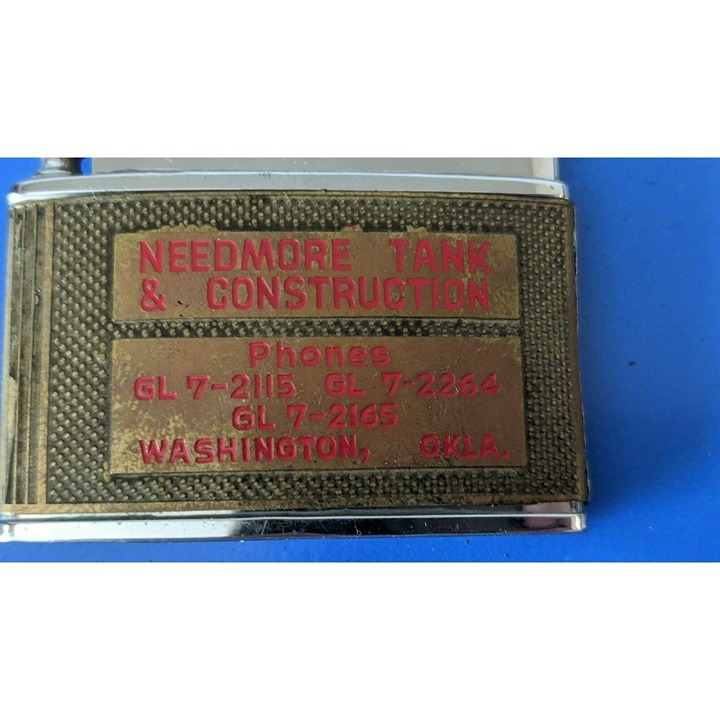 NEEDMORE TANK
& CONSTRUCTION
Phones
GL 7-2115 GL 7-2264
GL 7-2165
WASHINGTON, OKLA.